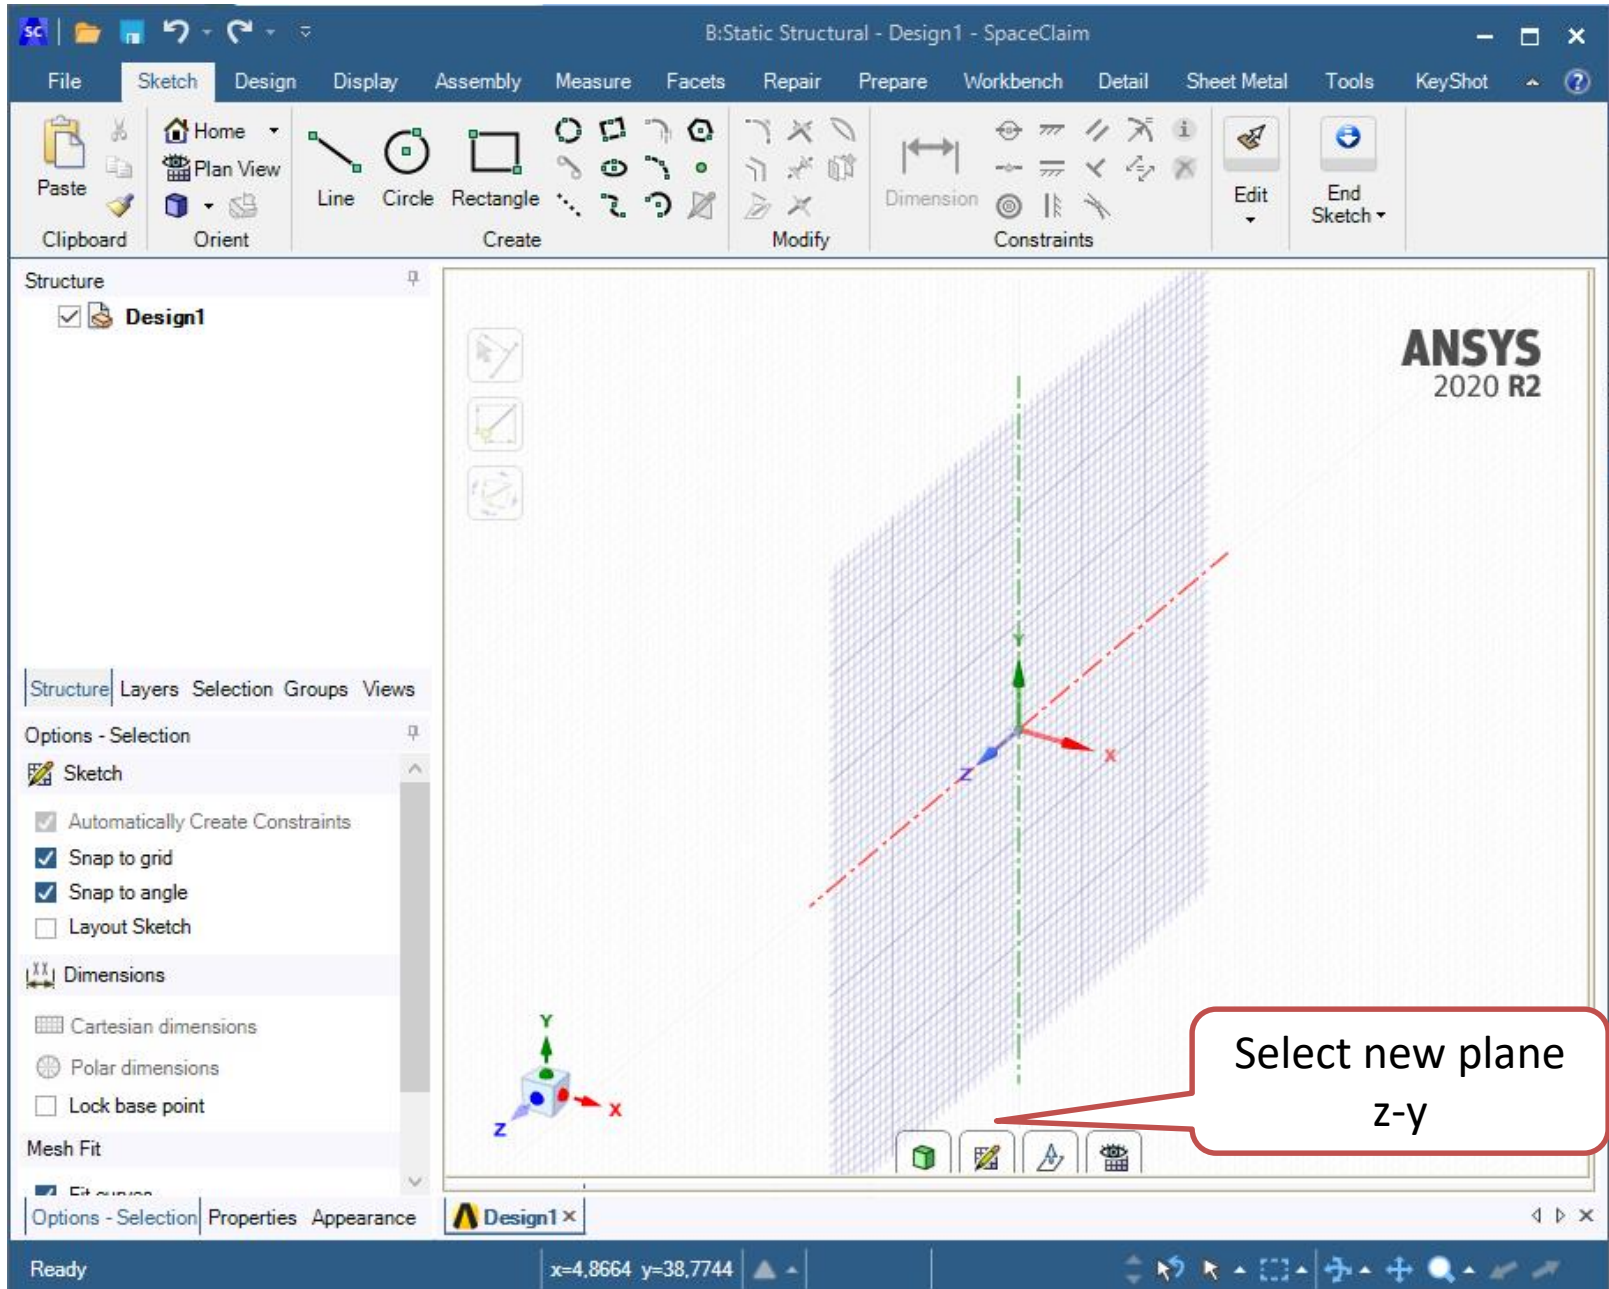 SC
B:Static Structural - Design1 - SpaceClaim
File Sketch Design Display Assembly Measure Facets Repair Prepare Workbench Detail Sheet Metal Tools KeyShot
Home
Plan View
Paste
Line Circle Rectangle
Dimension
Edit
End
Sketch
Clipboard Orient Create Modify Constraints
Structure
Design1
ANSYS
2020 R2
Y
X
Z
Structure Layers Selection Groups Views
Options - Selection
Sketch
Automatically Create Constraints
Snap to grid
Snap to angle
Layout Sketch
Dimensions
Cartesian dimensions
Polar dimensions
Lock base point
Mesh Fit
Fit curves
Y
X
Z
Select new plane
z-y
Options - Selection Properties Appearance
Design1
Ready
x=4,8664 y=38,7744